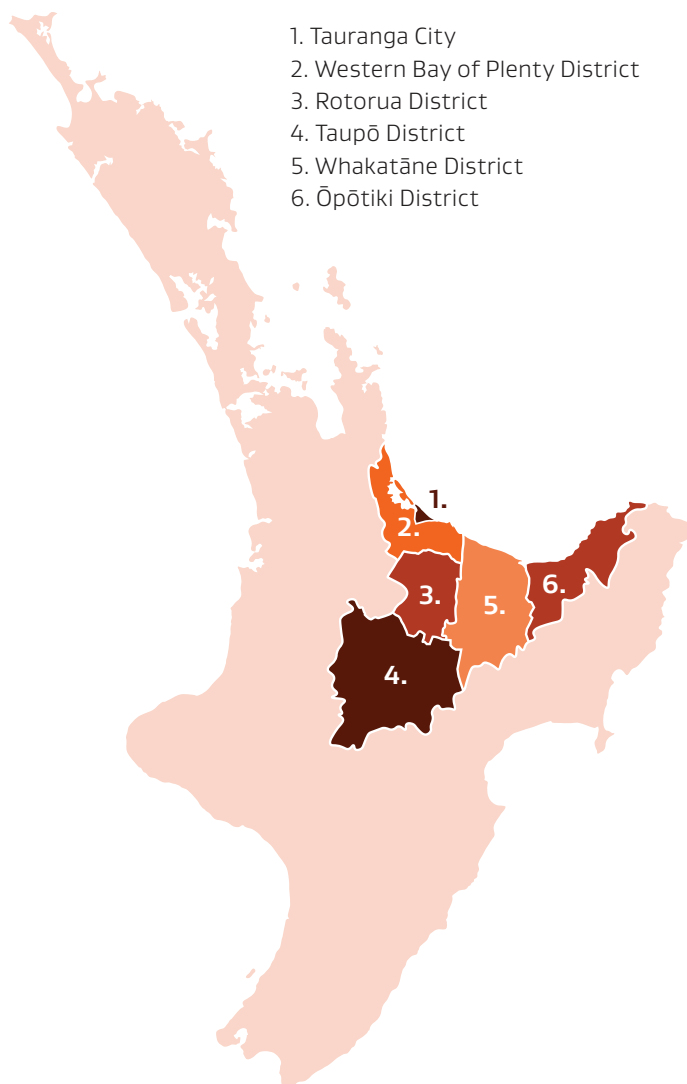 1. Tauranga City
2. Western Bay of Plenty District
3. Rotorua District
4. Taupō District
5. Whakatāne District
6. Ōpōtiki District
1.
2.
3.
4.
5.
6.